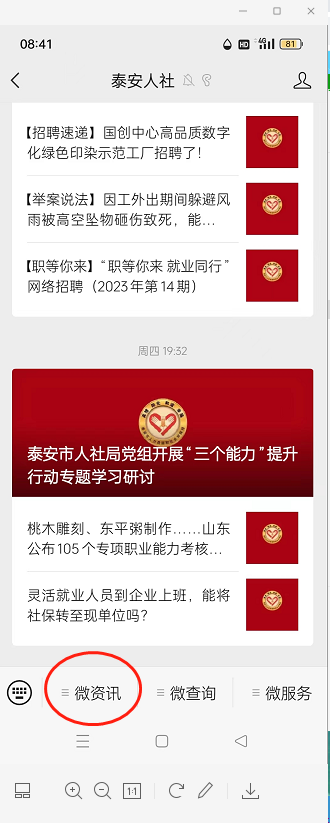 08:41
HD
4G
81
泰安人社
【招聘速递】国创中心高品质数字
化绿色印染示范工厂招聘了!
【举案说法】因工外出期间躲避风
雨被高空坠物砸伤致死，能...
【职等你来】“职等你来 就业同行”
网络招聘（2023年第14期）
周四 19:32
泰安市人社局党组开展“三个能力”提升
行动专题学习研讨
桃木雕刻、东平粥制作……山东
公布105个专项职业能力考核...
灵活就业人员到企业上班，能将
社保转至现单位吗?
微资讯
微查询
微服务
1:1